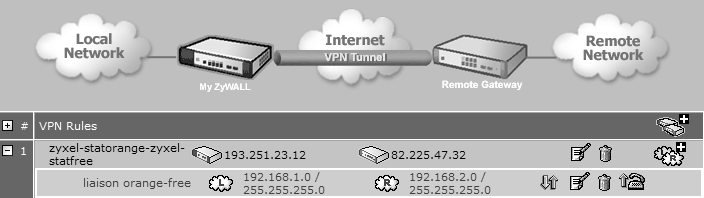 Local
Network
Internet
VPN Tunnel
Remote
Network
My ZyWALL
Remote Gateway
# VPN Rules
1 zyxel-statorange-zyxel-
statfree
193.251.23.12
82.225.47.32
liaison orange-free
L
192.168.1.0 /
255.255.255.0
R
192.168.2.0 /
255.255.255.0
L
R